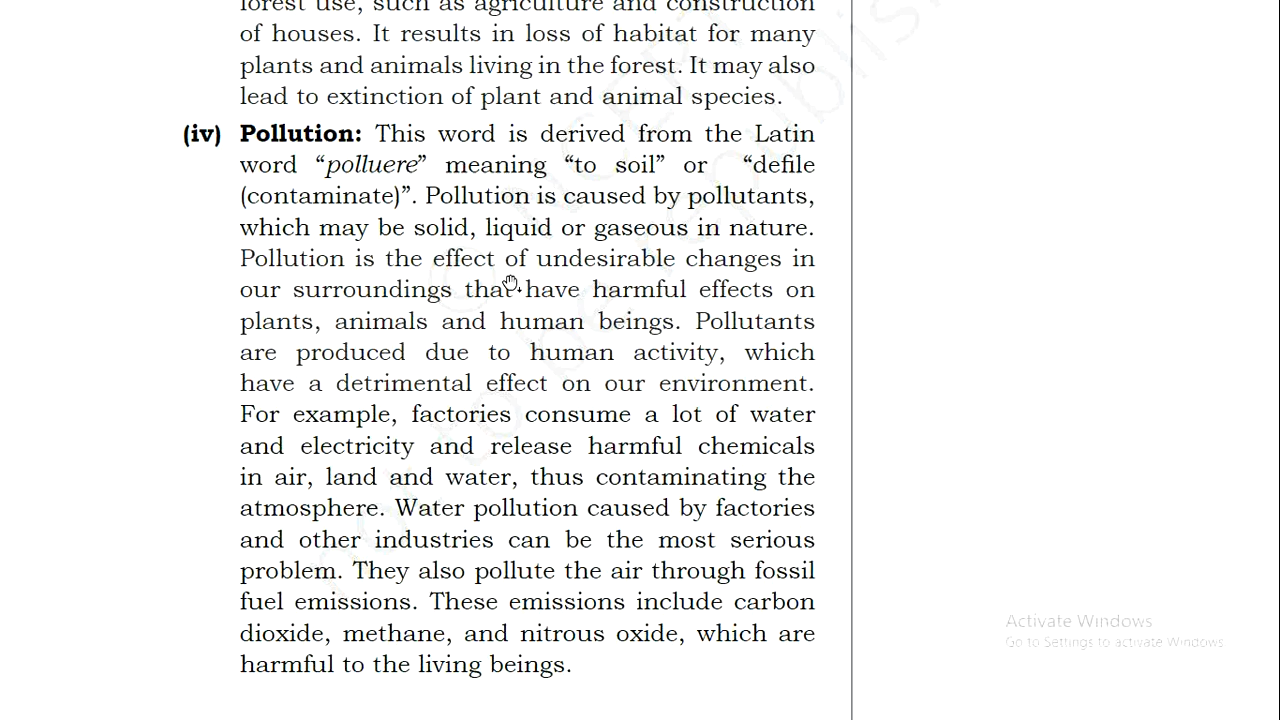 forest use, such as agriculture and construction
of houses. It results in loss of habitat for many
plants and animals living in the forest. It may also
lead to extinction of plant and animal species.
(iv) Pollution: This word is derived from the Latin
word “polluere” meaning “to soil” or “defile
(contaminate)”. Pollution is caused by pollutants,
which may be solid, liquid or gaseous in nature.
Pollution is the effect of undesirable changes in
our surroundings that have harmful effects on
plants, animals and human beings. Pollutants
are produced due to human activity, which
have a detrimental effect on our environment.
For example, factories consume a lot of water
and electricity and release harmful chemicals
in air, land and water, thus contaminating the
atmosphere. Water pollution caused by factories
and other industries can be the most serious
problem. They also pollute the air through fossil
fuel emissions. These emissions include carbon
dioxide, methane, and nitrous oxide, which are
harmful to the living beings.
Activate Windows
Go to Settings to activate Windows